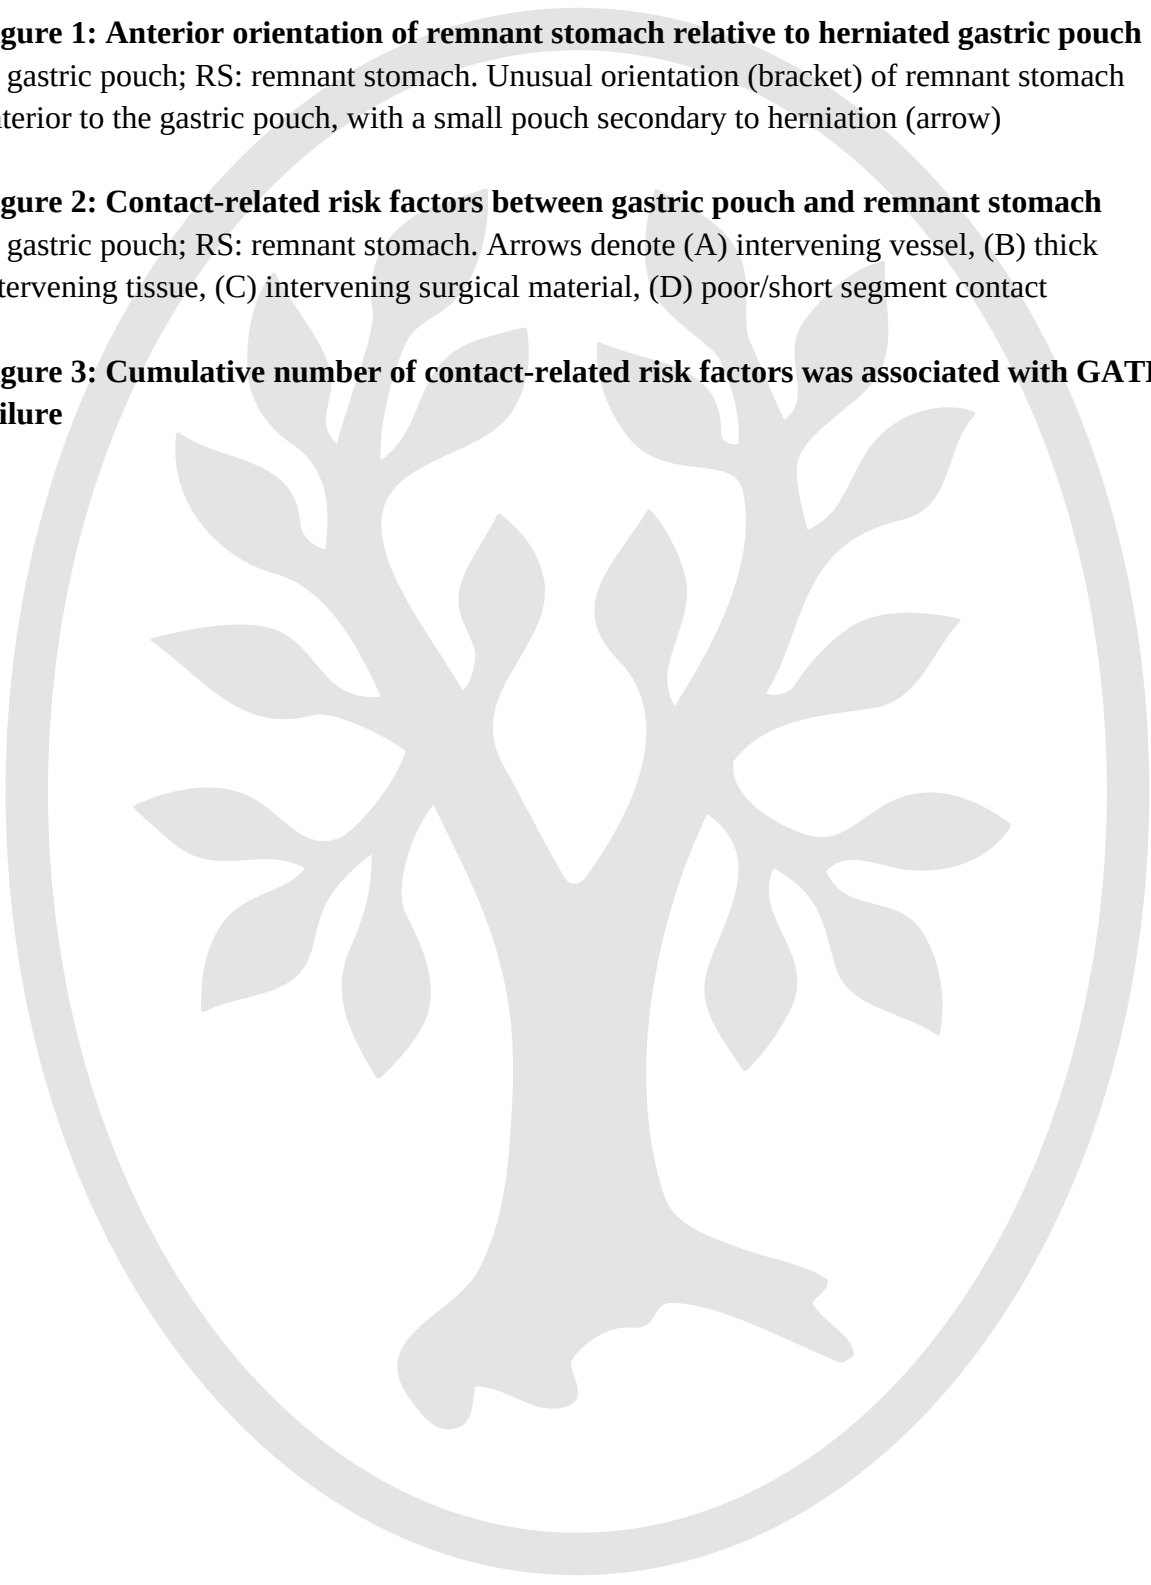 gure 1: Anterior orientation of remnant stomach relative to herniated gastric pouch
gastric pouch; RS: remnant stomach. Unusual orientation (bracket) of remnant stomach
terior to the gastric pouch, with a small pouch secondary to herniation (arrow)
gure 2: Contact-related risk factors between gastric pouch and remnant stomach
gastric pouch; RS: remnant stomach. Arrows denote (A) intervening vessel, (B) thick
tervening tissue, (C) intervening surgical material, (D) poor/short segment contact
gure 3: Cumulative number of contact-related risk factors was associated with GATE
ilure